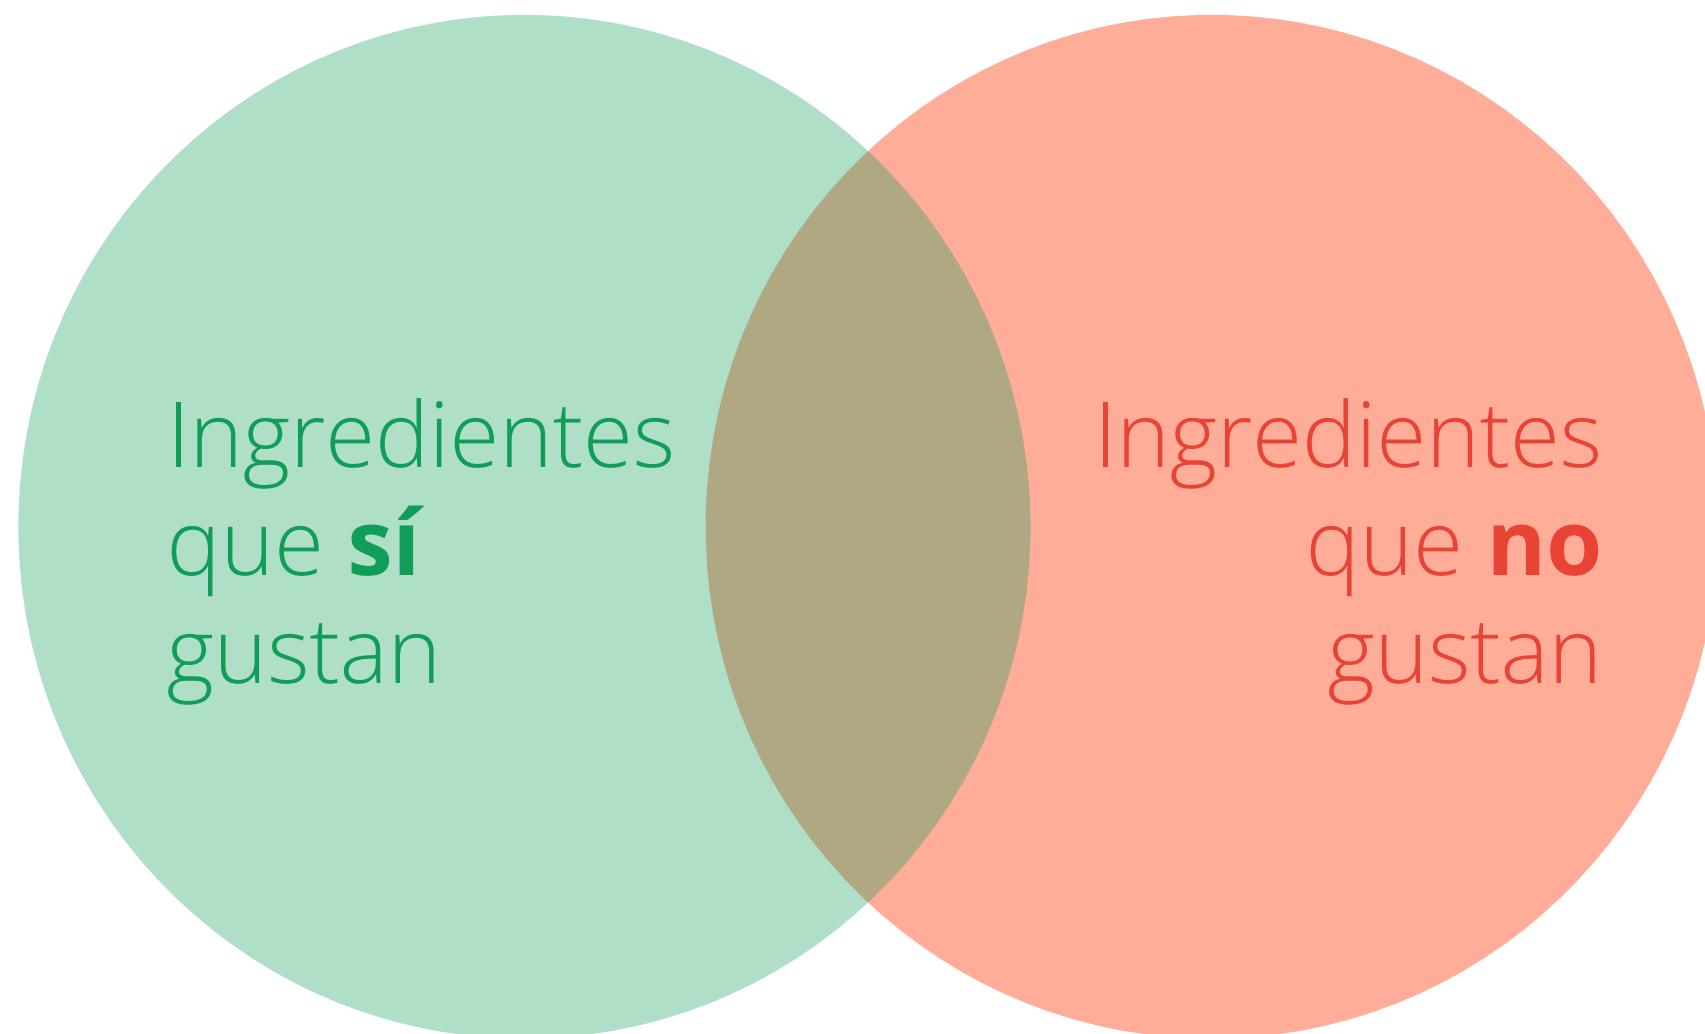 Ingredientes
que sí
gustan
Ingredientes
que no
gustan